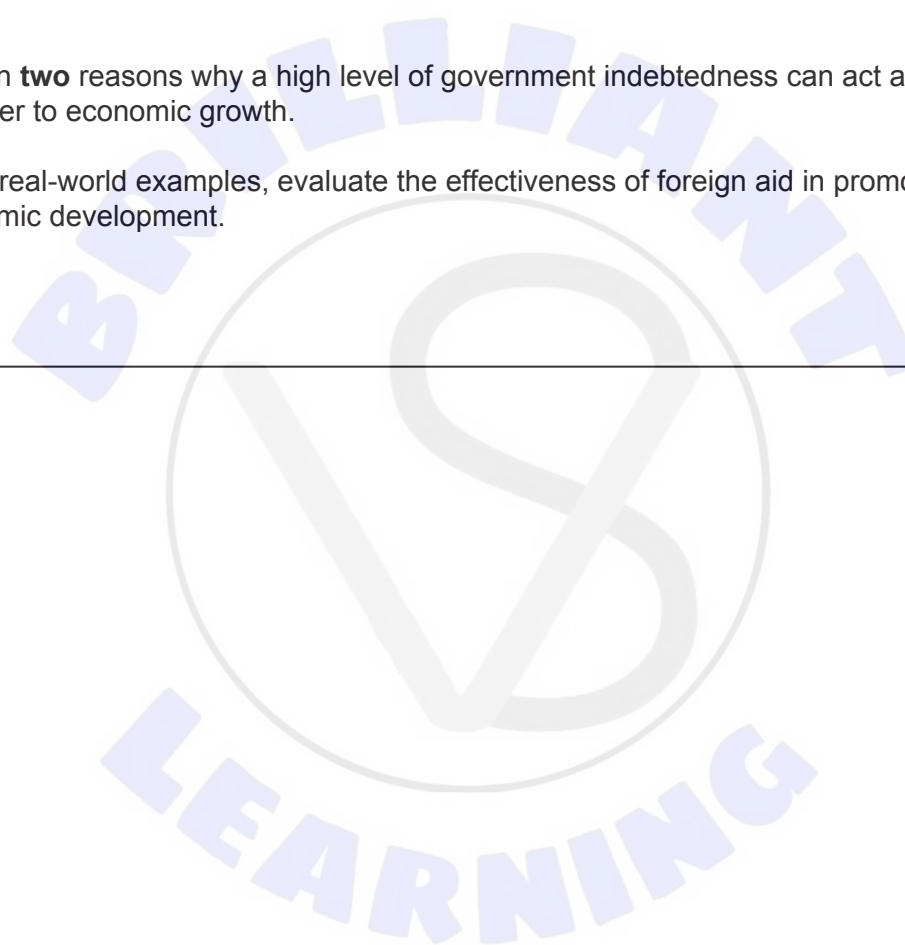 n two reasons why a high level of government indebtedness can act a
er to economic growth.
real-world examples, evaluate the effectiveness of foreign aid in promo
mic development.
BRILLIANT
VS
LEARNING